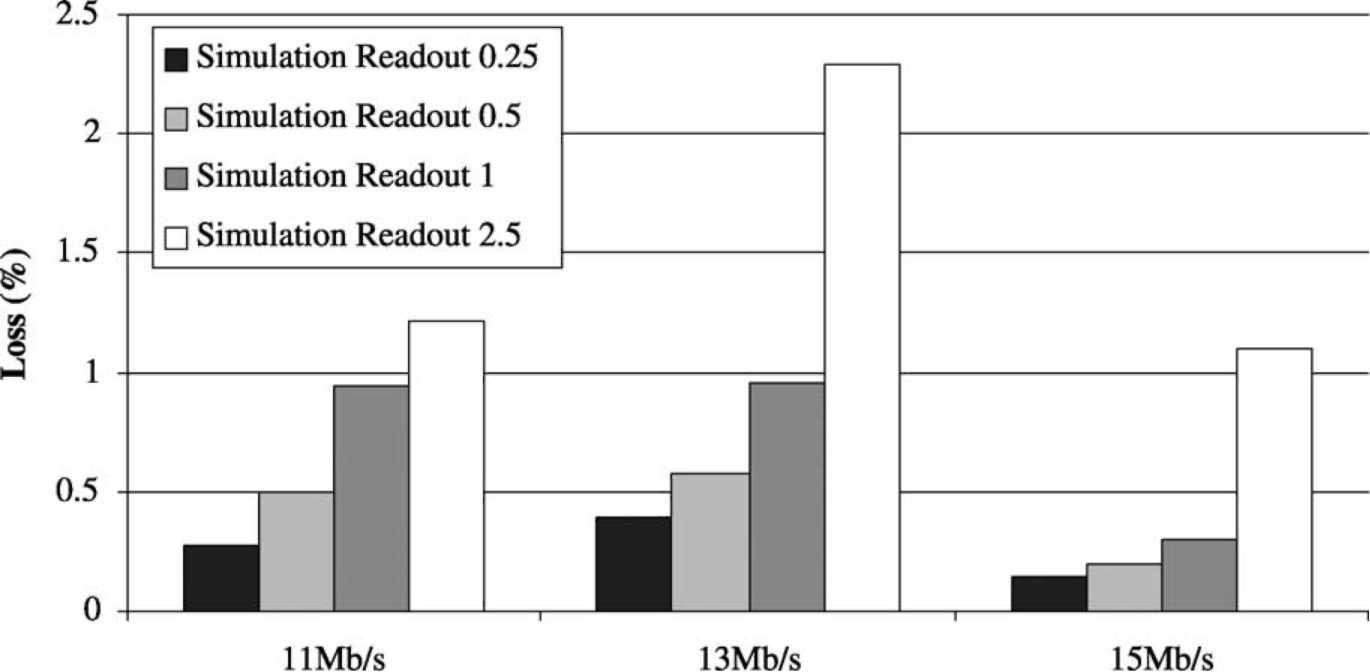 2.5
Simulation Readout 0.25
Simulation Readout 0.5
2
Simulation Readout 1
Simulation Readout 2.5
1.5
Loss (%)
1
0.5
0
11Mb/s
13Mb/s
15Mb/s